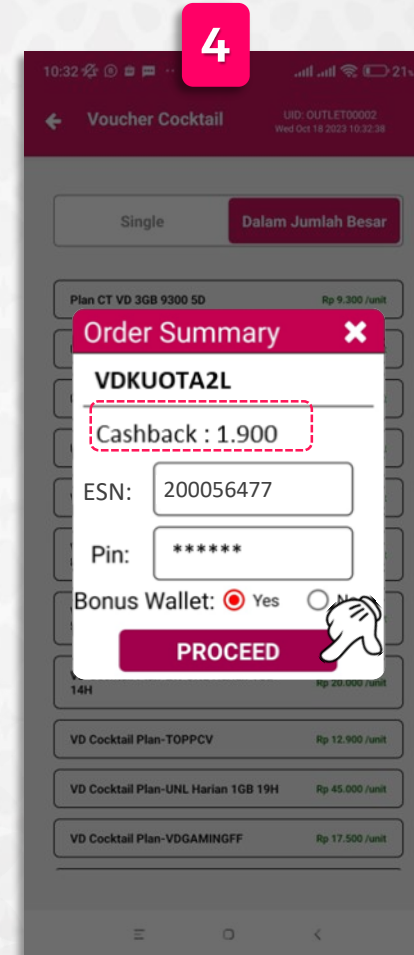 4
10:32
21
Voucher Cocktail
UID: OUTLET00002
Wed Oct 18 2023 10:32:38
Single
Dalam Jumlah Besar
Plan CT VD 3GB 9300 5D
Rp 9.300 /unit
Order Summary
VDKUOTA2L
Cashback : 1.900
ESN: 200056477
Pin: ******
Bonus Wallet: Yes
PROCEED
14H
Rp 20.000 /unit
VD Cocktail Plan-TOPPCV
Rp 12.900 /unit
VD Cocktail Plan-UNL Harian 1GB 19H
Rp 45.000 /unit
VD Cocktail Plan-VDGAMINGFF
Rp 17.500 /unit